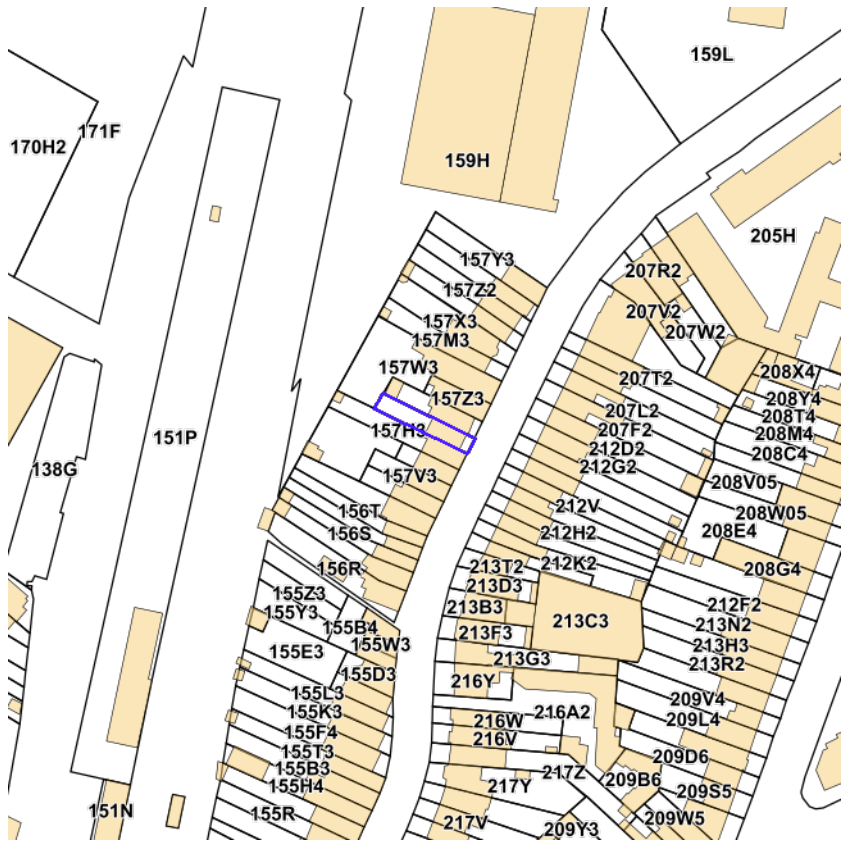 159L
170H2
171F
159H
205H
157Y3
207R2
157Z2
207V2
157X3
207W2
157M3
157W3
208X4
207T2
157Z3
208Y4
207L2
208T4
207F2
157H3
208M4
151P
212D2
208C4
212G2
138G
157V3
208V05
212V
156T
208W05
156S
212H2
208E4
212K2
156R
213T2
208G4
213D3
155Z3
212F2
213B3
155Y3
213C3
213N2
155B4
213F3
155W3
213H3
155E3
213G3
213R2
155D3
216Y
155L3
209V4
155K3
216A2
209L4
216W
155F4
216V
155T3
209D6
155B3
217Z
209B6
155H4
217Y
209S5
151N
155R
209W5
217V
209Y3